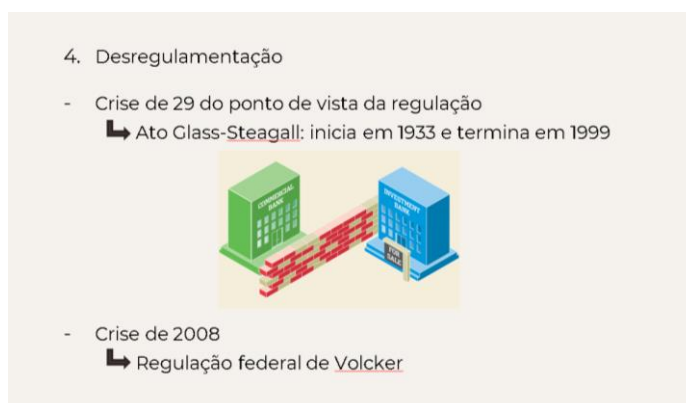 4. Desregulamentação
- Crise de 29 do ponto de vista da regulação
Ato Glass-Steagall: inicia em 1933 e termina em 1999
COMMERCIAL
BANK
INVESTMENT
BANK
FOR
SALE
- Crise de 2008
Regulação federal de Volcker